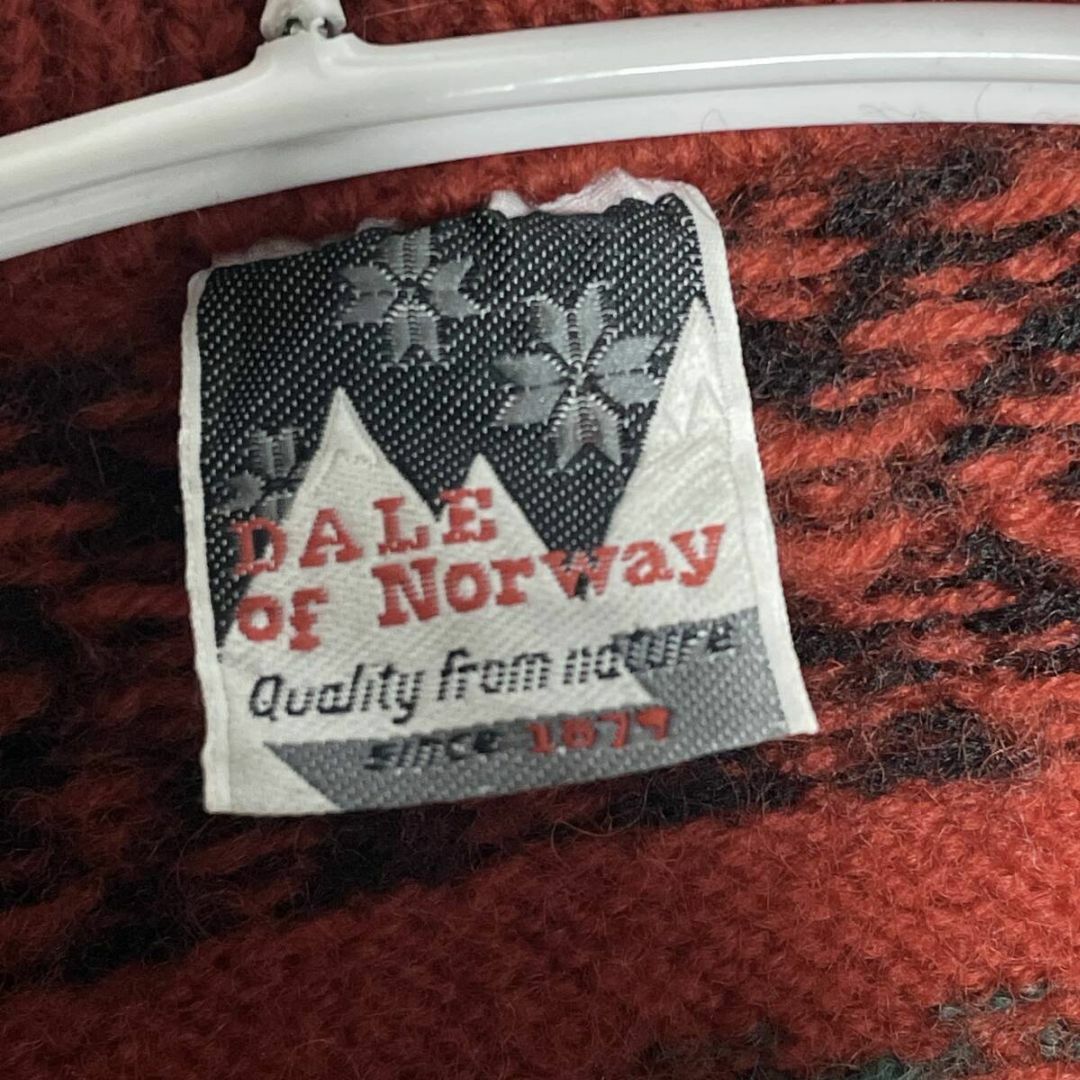 DALE
of Norway
Quality from nature
since 1879